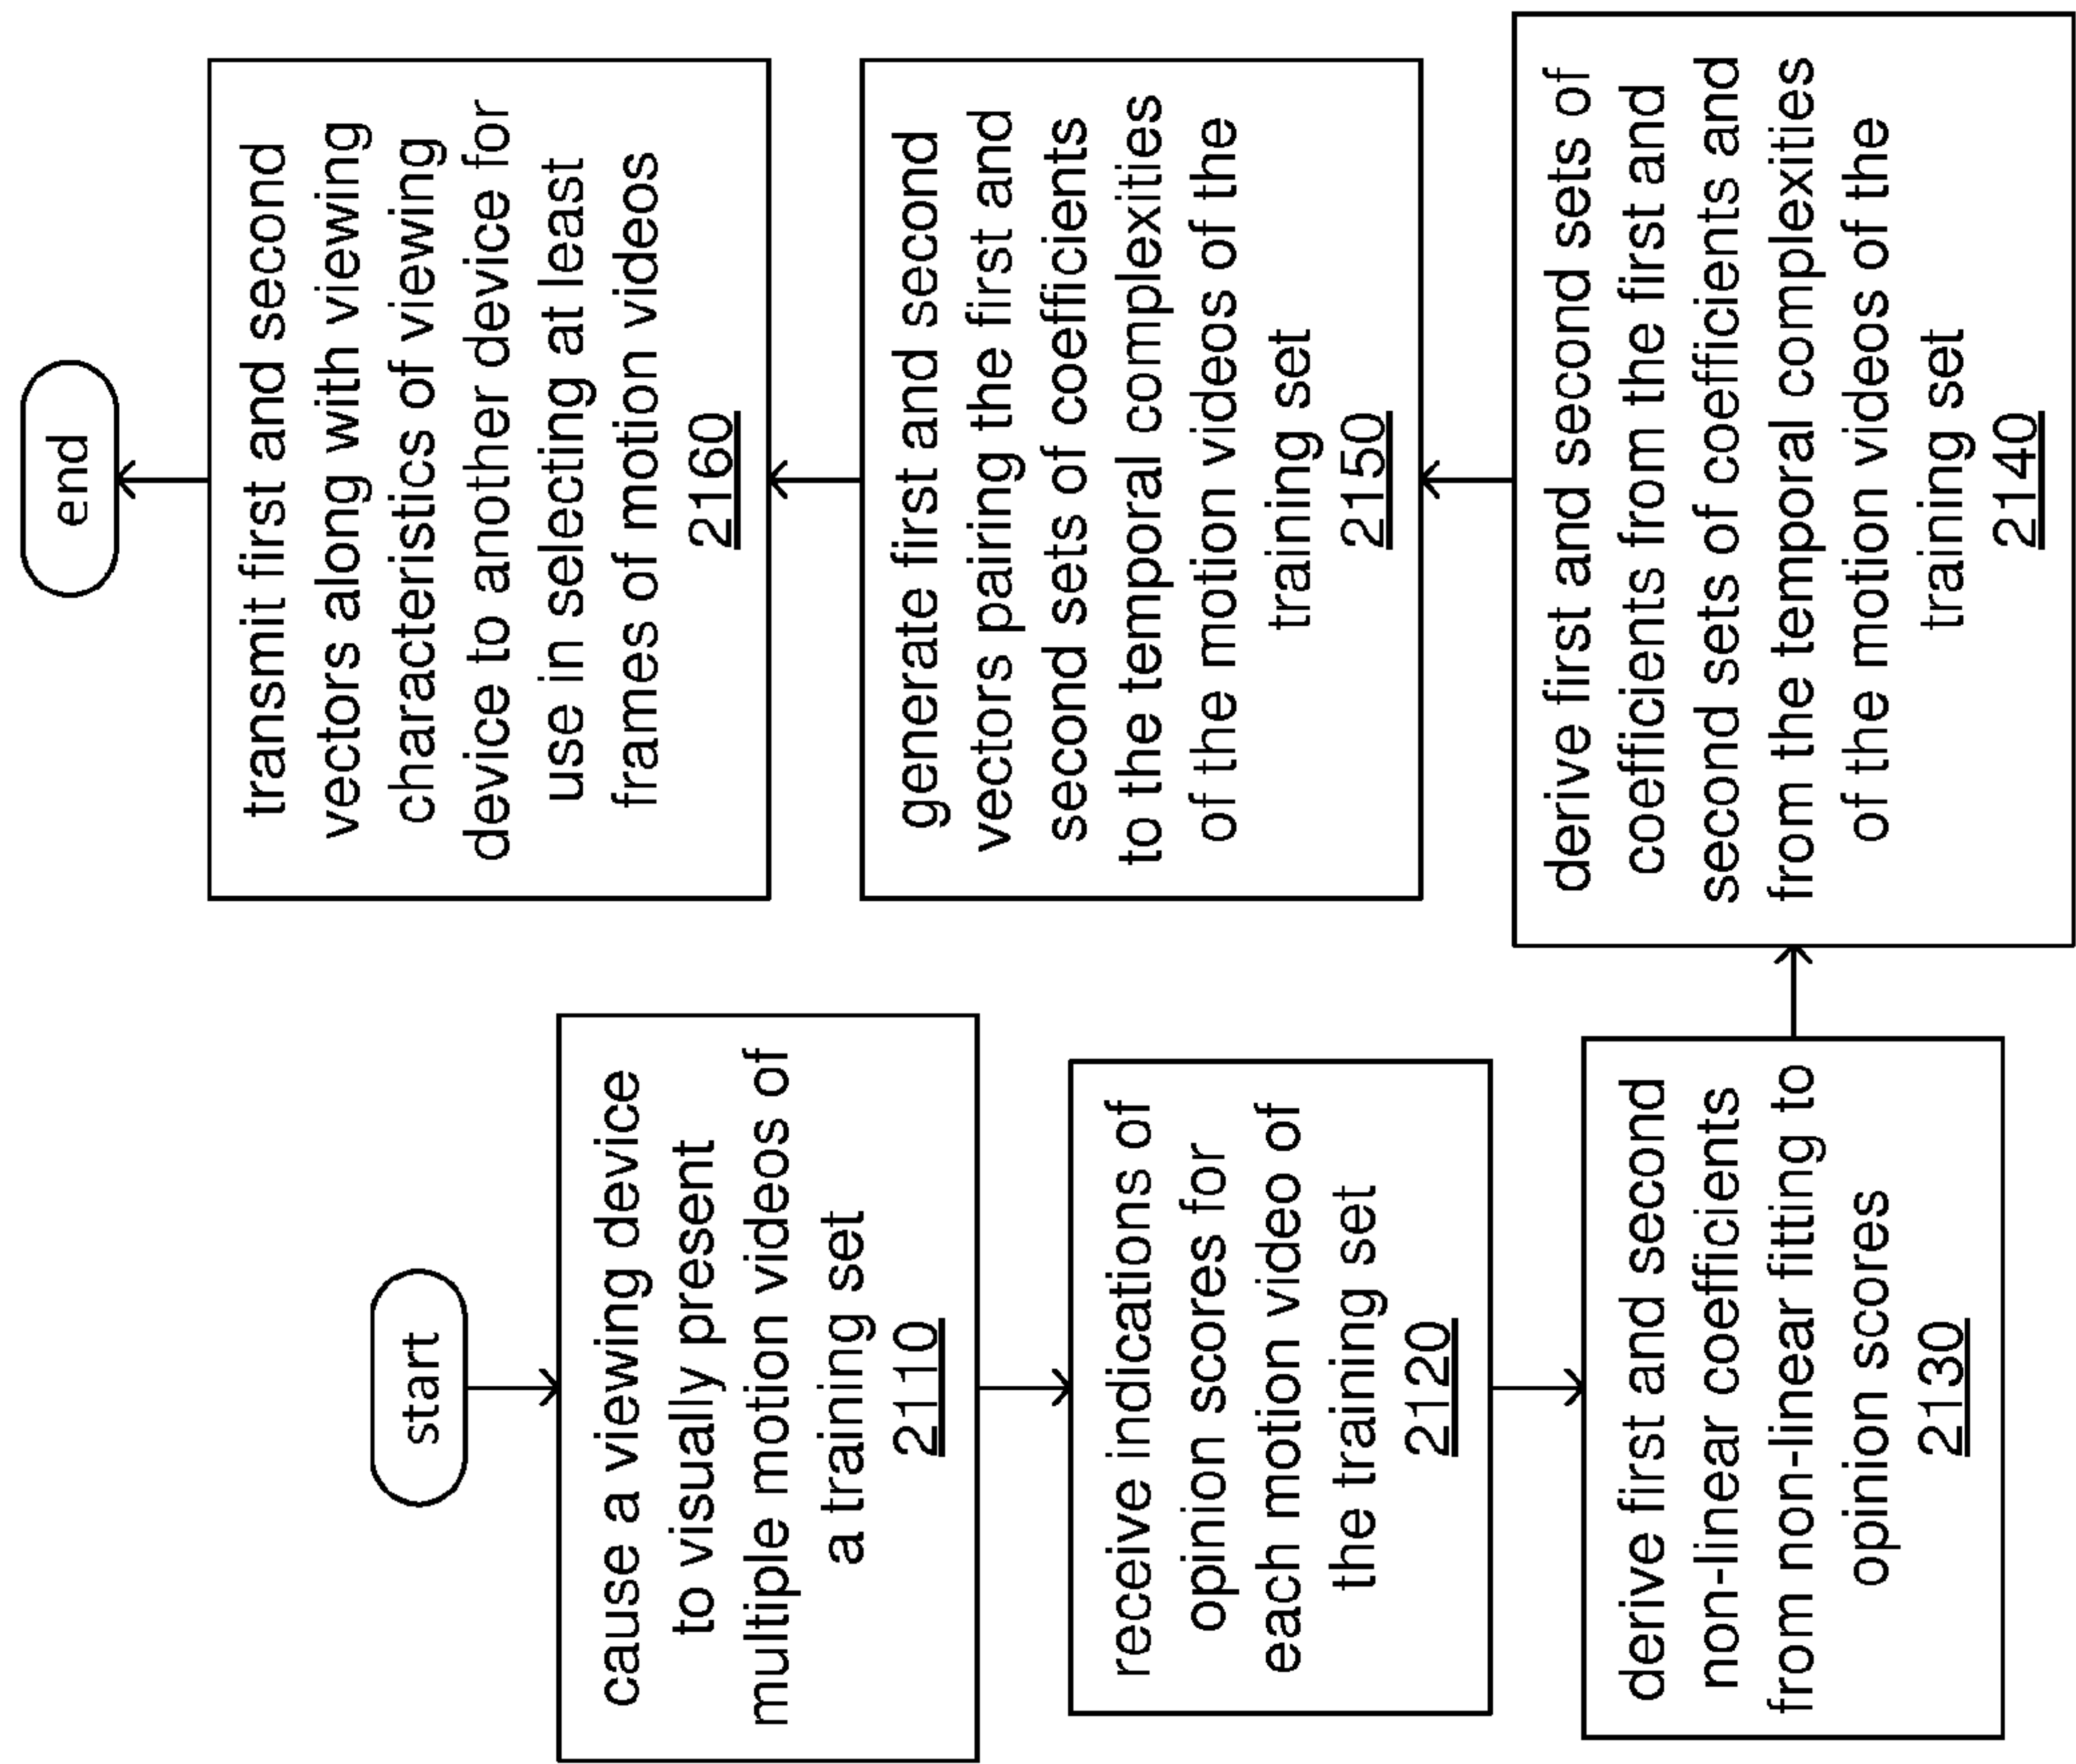 start
cause a viewing device
to visually present
multiple motion videos of
a training set
2110
receive indications of
opinion scores for
each motion video of
the training set
2120
derive first and second
non-linear coefficients
from non-linear fitting to
opinion scores
2130
derive first and second sets of
coefficients from the first and
second sets of coefficients and
from the temporal complexities
of the motion videos of the
training set
2140
generate first and second
vectors pairing the first and
second sets of coefficients
to the temporal complexities
of the motion videos of the
training set
2150
transmit first and second
vectors along with viewing
characteristics of viewing
device to another device for
use in selecting at least
frames of motion videos
2160
end